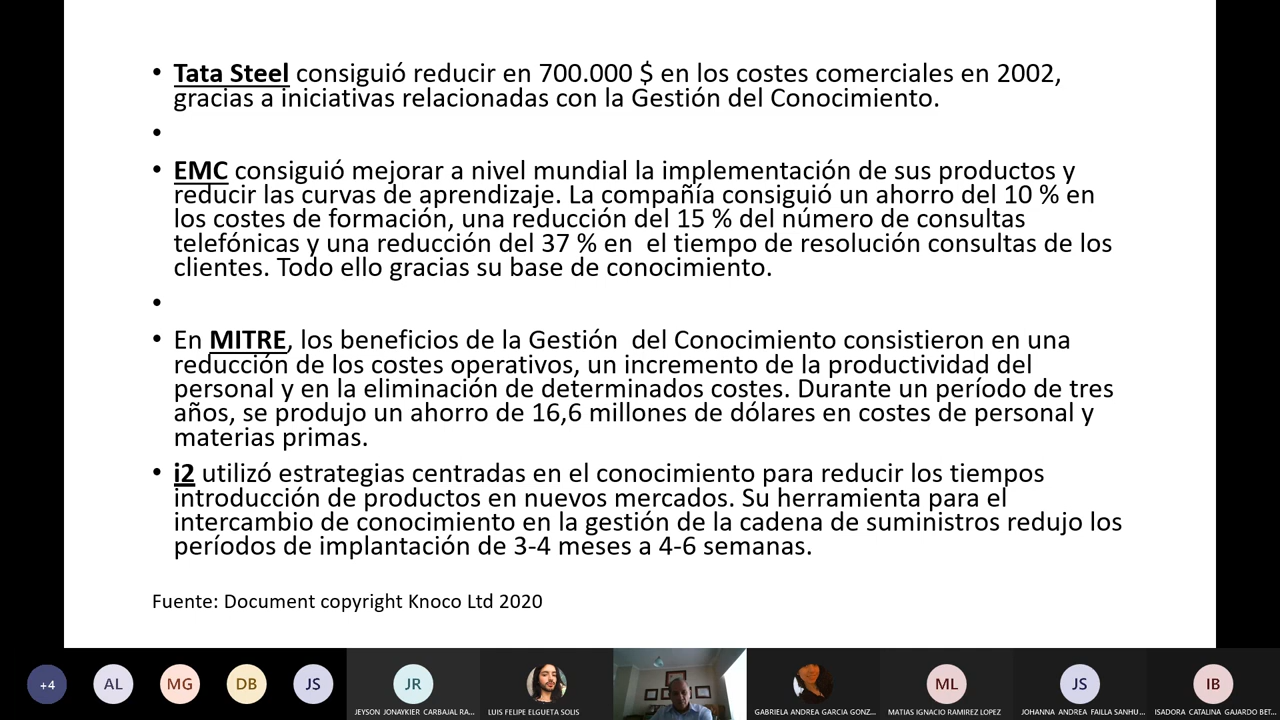 • Tata Steel consiguió reducir en 700.000 $ en los costes comerciales en 2002,
gracias a iniciativas relacionadas con la Gestión del Conocimiento.
•
• EMC consiguió mejorar a nivel mundial la implementación de sus productos y
reducir las curvas de aprendizaje. La compañía consiguió un ahorro del 10 % en
los costes de formación, una reducción del 15 % del número de consultas
telefónicas y una reducción del 37 % en  el tiempo de resolución consultas de los
clientes. Todo ello gracias su base de conocimiento.
•
• En MITRE, los beneficios de la Gestión  del Conocimiento consistieron en una
reducción de los costes operativos, un incremento de la productividad del
personal y en la eliminación de determinados costes. Durante un período de tres
años, se produjo un ahorro de 16,6 millones de dólares en costes de personal y
materias primas.
• i2 utilizó estrategias centradas en el conocimiento para reducir los tiempos
introducción de productos en nuevos mercados. Su herramienta para el
intercambio de conocimiento en la gestión de la cadena de suministros redujo los
períodos de implantación de 3-4 meses a 4-6 semanas.
Fuente: Document copyright Knoco Ltd 2020
+4 AL MG DB JS JR ML JS IB
JEYSON JONAYKIER CARBAJAL RA... LUIS FELIPE ELGUETA SOLIS GABRIELA ANDREA GARCIA GONZ... MATIAS IGNACIO RAMIREZ LOPEZ JOHANNA ANDREA FAILLA SANHU... ISADORA CATALINA GAJARDO BET...